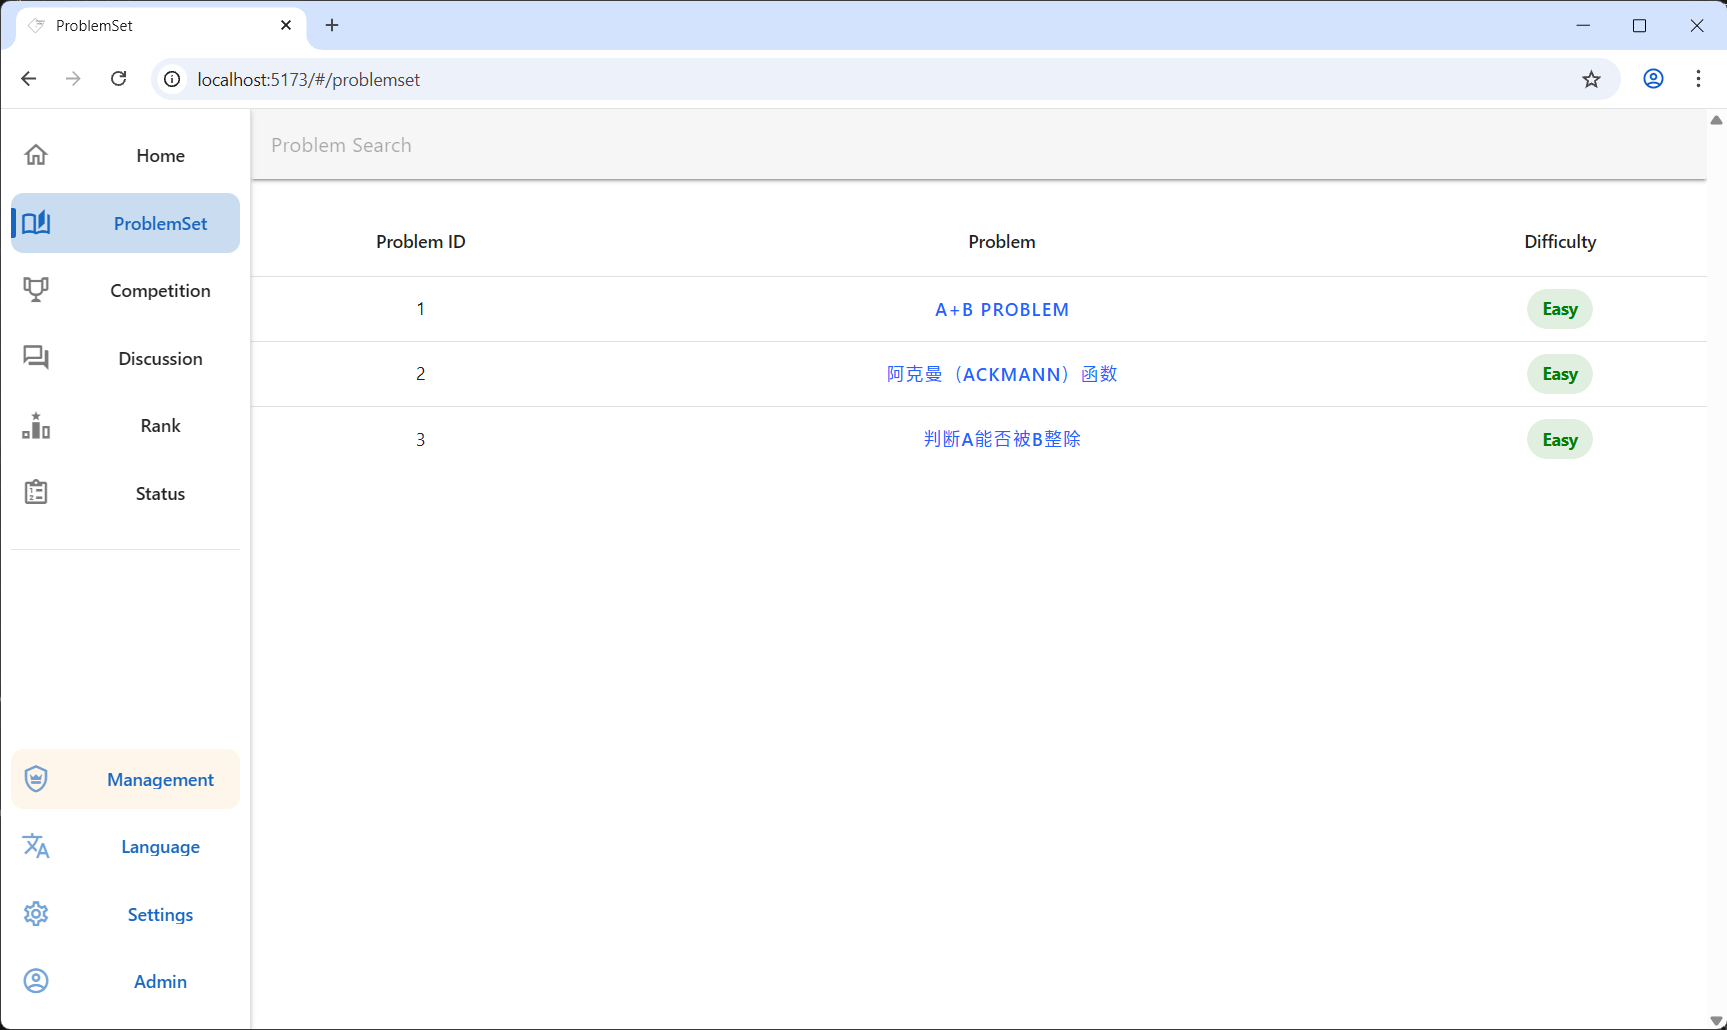 ProblemSet
localhost:5173/#/problemset
Home
ProblemSet
Competition
Discussion
Rank
Status
Management
Language
Settings
Admin
Problem Search
Problem ID Problem Difficulty
1 A+B PROBLEM Easy
2 阿克曼（ACKMANN）函数 Easy
3 判断A能否被B整除 Easy